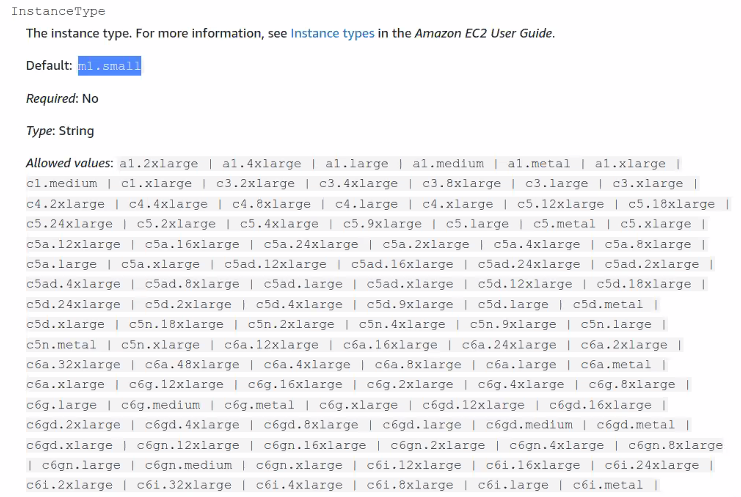 InstanceType
The instance type. For more information, see Instance types in the Amazon EC2 User Guide.
Default: m1.small
Required: No
Type: String
Allowed values: a1.2xlarge | a1.4xlarge | a1.large | a1.medium | a1.metal | a1.xlarge |
c1.medium | c1.xlarge | c3.2xlarge | c3.4xlarge | c3.8xlarge | c3.large | c3.xlarge |
c4.2xlarge | c4.4xlarge | c4.8xlarge | c4.large | c4.xlarge | c5.12xlarge | c5.18xlarge |
c5.24xlarge | c5.2xlarge | c5.4xlarge | c5.9xlarge | c5.large | c5.metal | c5.xlarge |
c5a.12xlarge | c5a.16xlarge | c5a.24xlarge | c5a.2xlarge | c5a.4xlarge | c5a.8xlarge |
c5a.large | c5a.xlarge | c5ad.12xlarge | c5ad.16xlarge | c5ad.24xlarge | c5ad.2xlarge |
c5ad.4xlarge | c5ad.8xlarge | c5ad.large | c5ad.xlarge | c5d.12xlarge | c5d.18xlarge |
c5d.24xlarge | c5d.2xlarge | c5d.4xlarge | c5d.9xlarge | c5d.large | c5d.metal |
c5d.xlarge | c5n.18xlarge | c5n.2xlarge | c5n.4xlarge | c5n.9xlarge | c5n.large |
c5n.metal | c5n.xlarge | c6a.12xlarge | c6a.16xlarge | c6a.24xlarge | c6a.2xlarge |
c6a.32xlarge | c6a.48xlarge | c6a.4xlarge | c6a.8xlarge | c6a.large | c6a.metal |
c6a.xlarge | c6g.12xlarge | c6g.16xlarge | c6g.2xlarge | c6g.4xlarge | c6g.8xlarge |
c6g.large | c6g.medium | c6g.metal | c6g.xlarge | c6gd.12xlarge | c6gd.16xlarge |
c6gd.2xlarge | c6gd.4xlarge | c6gd.8xlarge | c6gd.large | c6gd.medium | c6gd.metal |
c6gd.xlarge | c6gn.12xlarge | c6gn.16xlarge | c6gn.2xlarge | c6gn.4xlarge | c6gn.8xlarge
| c6gn.large | c6gn.medium | c6gn.xlarge | c6i.12xlarge | c6i.16xlarge | c6i.24xlarge |
c6i.2xlarge | c6i.32xlarge | c6i.4xlarge | c6i.8xlarge | c6i.large | c6i.metal |